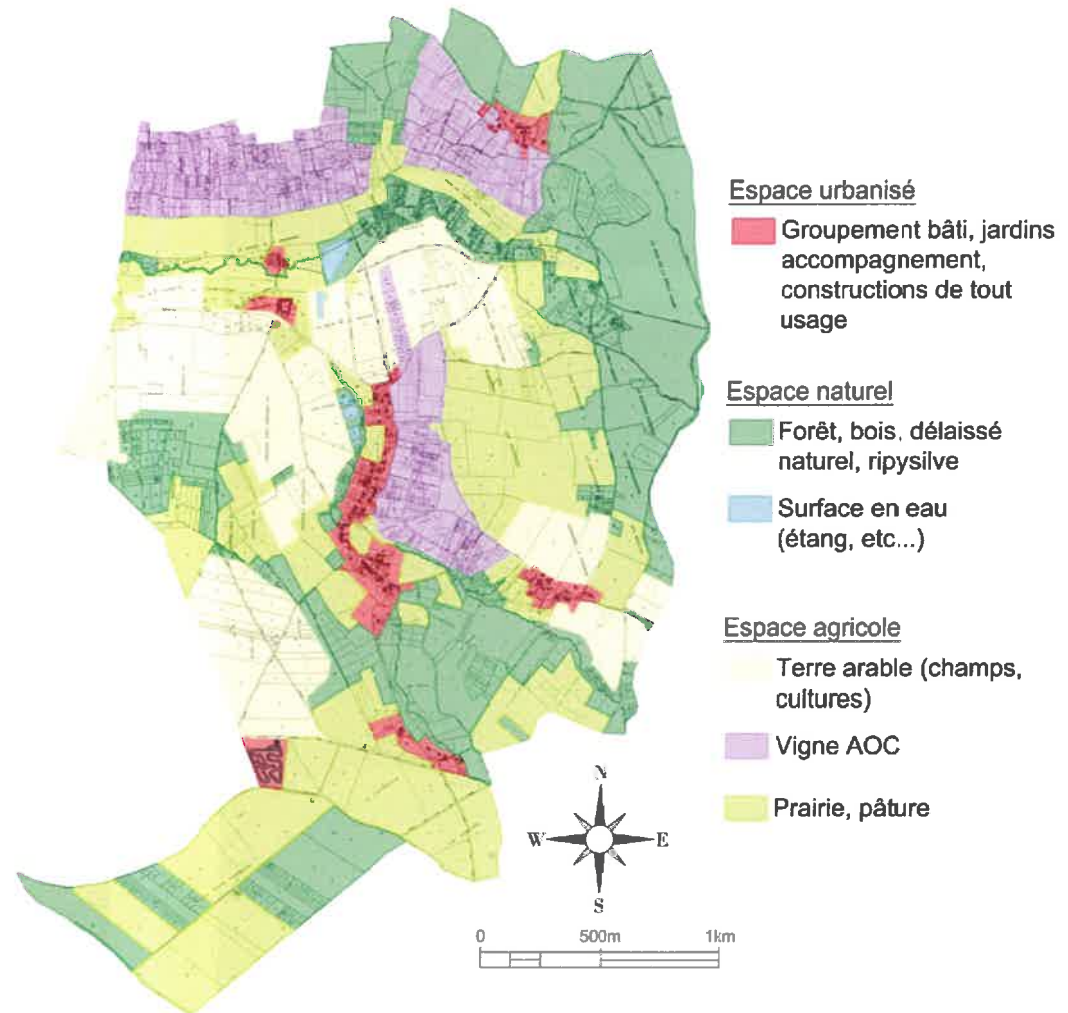 Espace urbanisé
Groupement bâti, jardins
accompagnement,
constructions de tout
usage
Espace naturel
Forêt, bois, délaissé
naturel, ripysilve
Surface en eau
(étang, etc...)
Espace agricole
Terre arable (champs,
cultures)
Vigne AOC
Prairie, pâture
N
W E
S
0 500m 1km